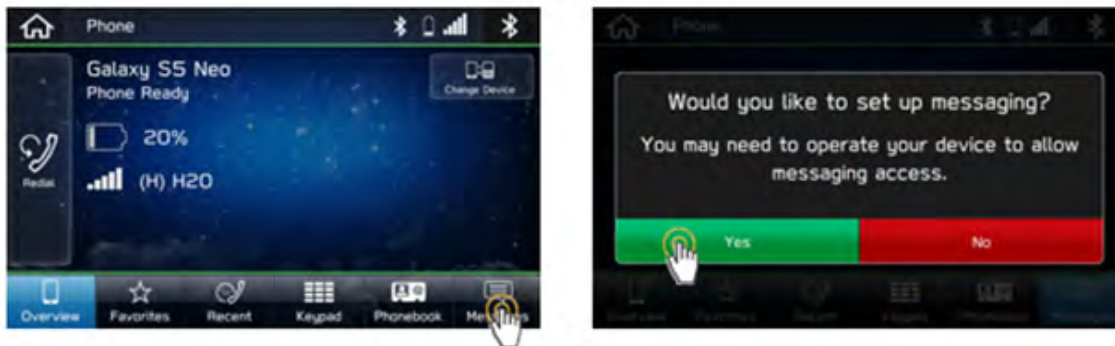 Phone
Galaxy S5 Neo
Phone Ready
Change Device
20%
Redial
(H) H2O
Overview
Favorites
Recent
Keypad
Phonebook
Phone
Would you like to set up messaging?
You may need to operate your device to allow
messaging access.
Yes
No